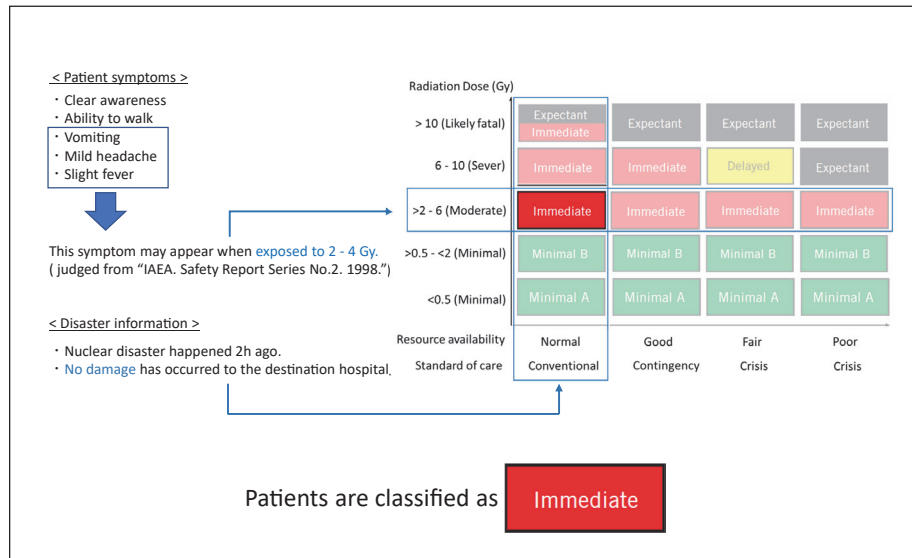 < Patient symptoms >
・Clear awareness
・Ability to walk
・Vomiting
・Mild headache
・Slight fever
This symptom may appear when exposed to 2 - 4 Gy.
( judged from “IAEA. Safety Report Series No.2. 1998.”)
< Disaster information >
・Nuclear disaster happened 2h ago.
・No damage has occurred to the destination hospital.
Radiation Dose (Gy)
> 10 (Likely fatal) Expectant Immediate Expectant Expectant Expectant
6 - 10 (Sever) Immediate Immediate Delayed Expectant
>2 - 6 (Moderate) Immediate Immediate Immediate Immediate
>0.5 - <2 (Minimal) Minimal B Minimal B Minimal B Minimal B
<0.5 (Minimal) Minimal A Minimal A Minimal A Minimal A
Resource availability Normal Good Fair Poor
Standard of care Conventional Contingency Crisis Crisis
Patients are classified as Immediate